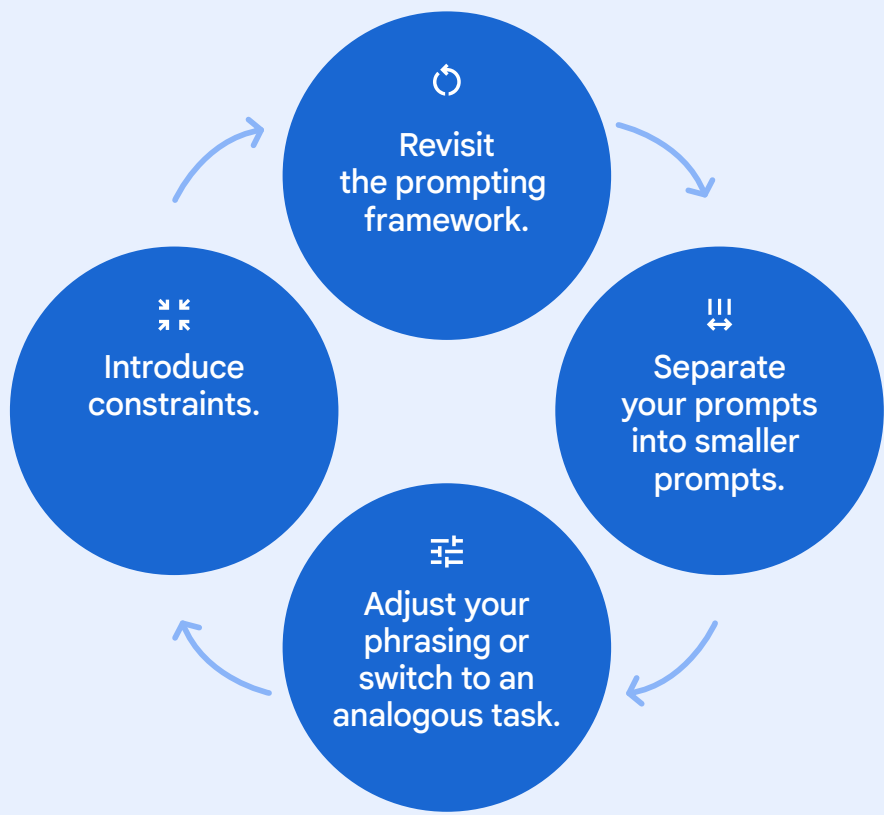 Revisit
the prompting
framework.
Separate
your prompts
into smaller
prompts.
Adjust your
phrasing or
switch to an
analogous task.
Introduce
constraints.